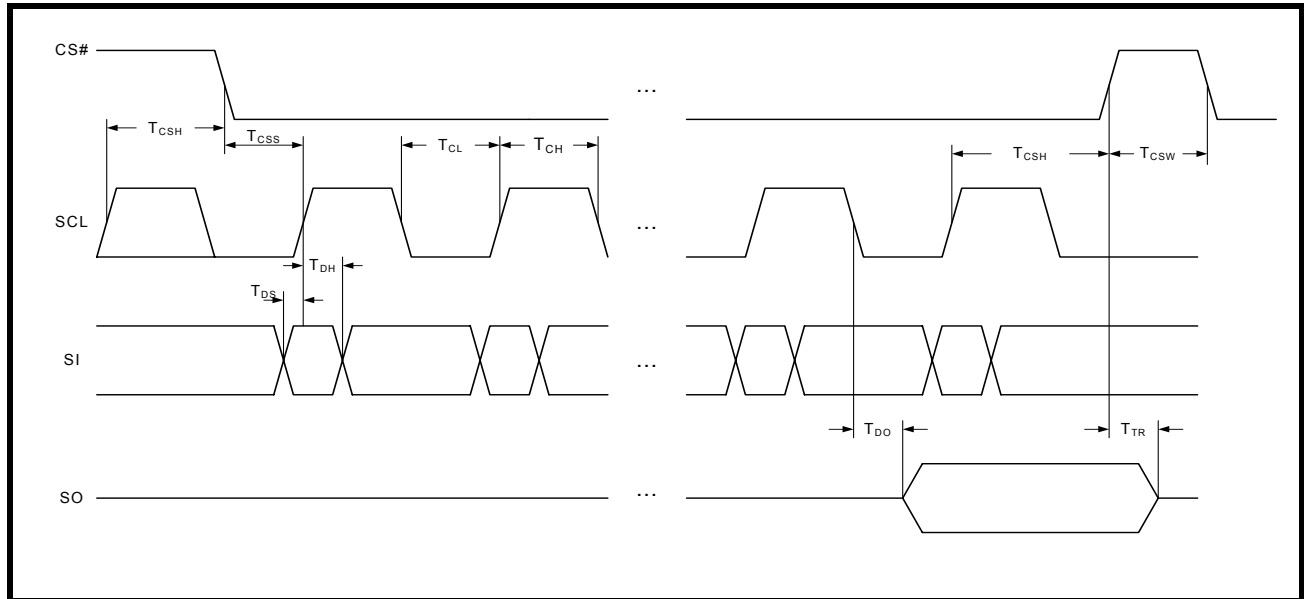 CS#
...
TCSH
TCSS
TCL
TCH
TCSH
TCSW
SCL
...
TDH
TDS
SI
...
TDO
TTR
SO
...